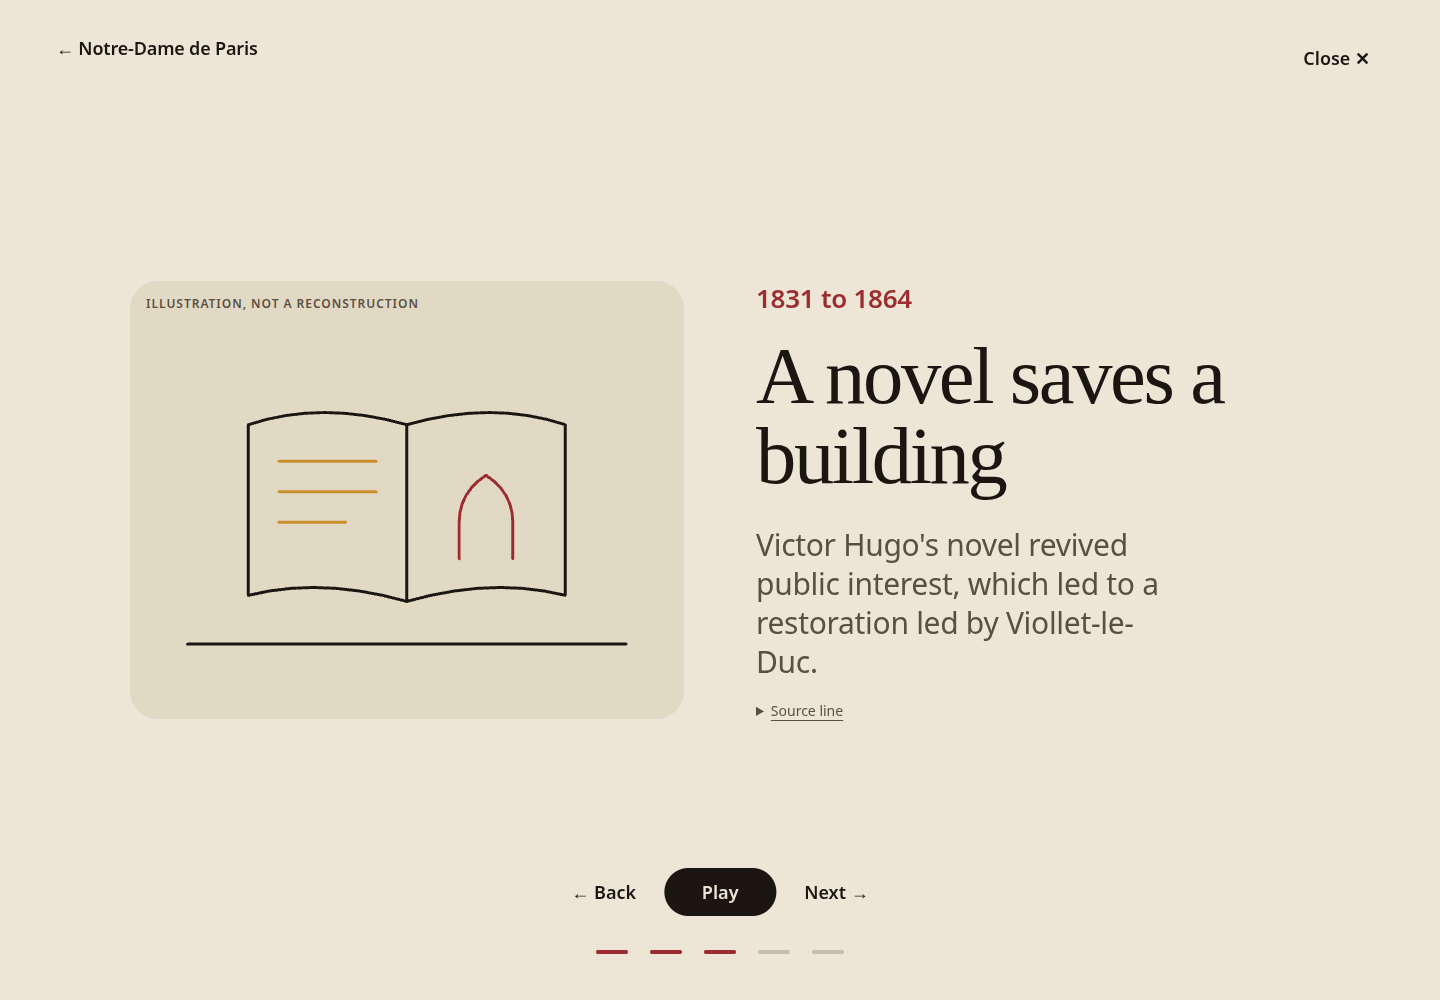 ← Notre-Dame de Paris
Close ✕
ILLUSTRATION, NOT A RECONSTRUCTION
1831 to 1864
A novel saves a
building
Victor Hugo's novel revived
public interest, which led to a
restoration led by Viollet-le-
Duc.
▶ Source line
← Back
Play
Next →